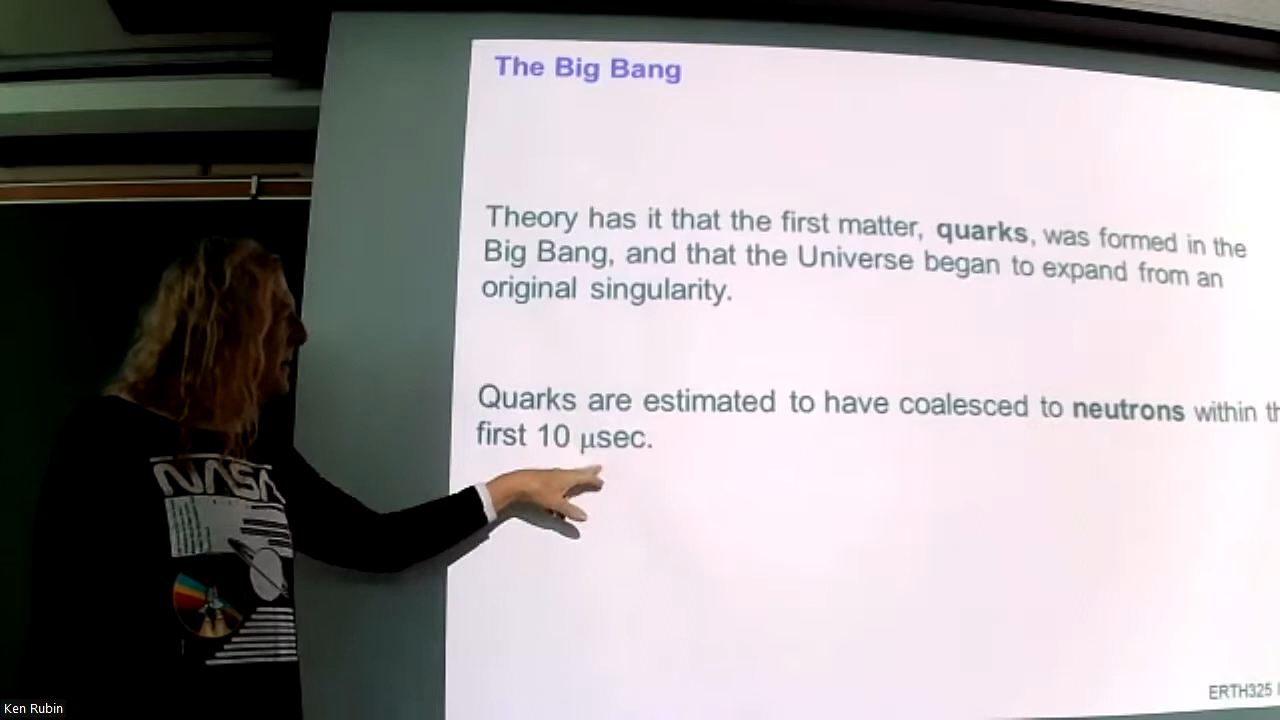 The Big Bang
Theory has it that the first matter, quarks, was formed in the
Big Bang, and that the Universe began to expand from an
original singularity.
Quarks are estimated to have coalesced to neutrons within th
first 10 μsec.
NASA
ERTH325
Ken Rubin